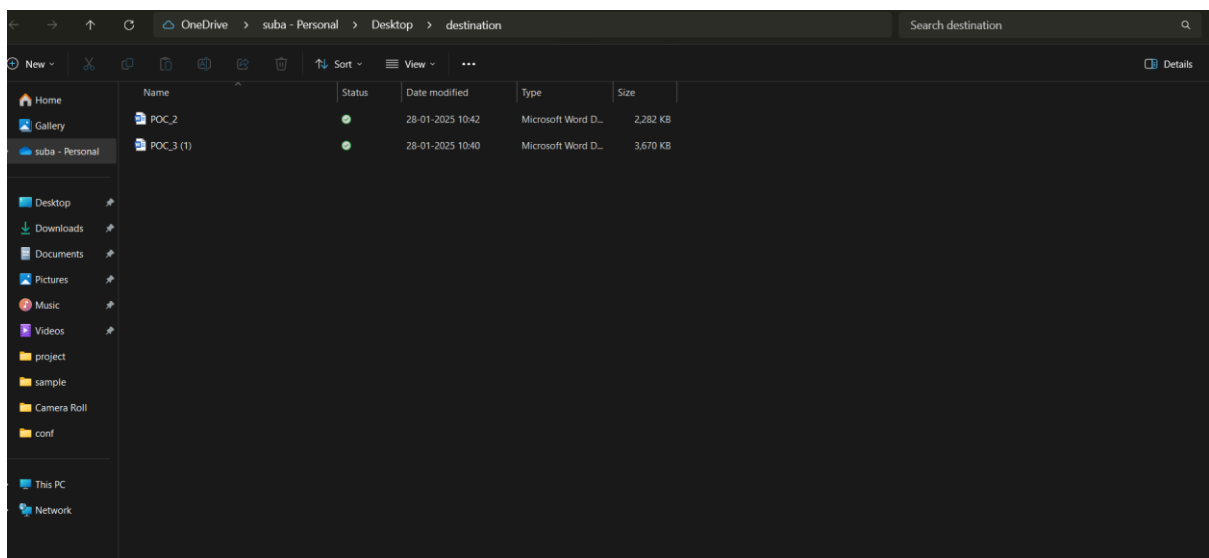 OneDrive > suba - Personal > Desktop > destination
Search destination
New
Sort
View
...
Details
Name Status Date modified Type Size
POC_2 28-01-2025 10:42 Microsoft Word D... 2,282 KB
POC_3 (1) 28-01-2025 10:40 Microsoft Word D... 3,670 KB
Home
Gallery
suba - Personal
Desktop
Downloads
Documents
Pictures
Music
Videos
project
sample
Camera Roll
conf
This PC
Network